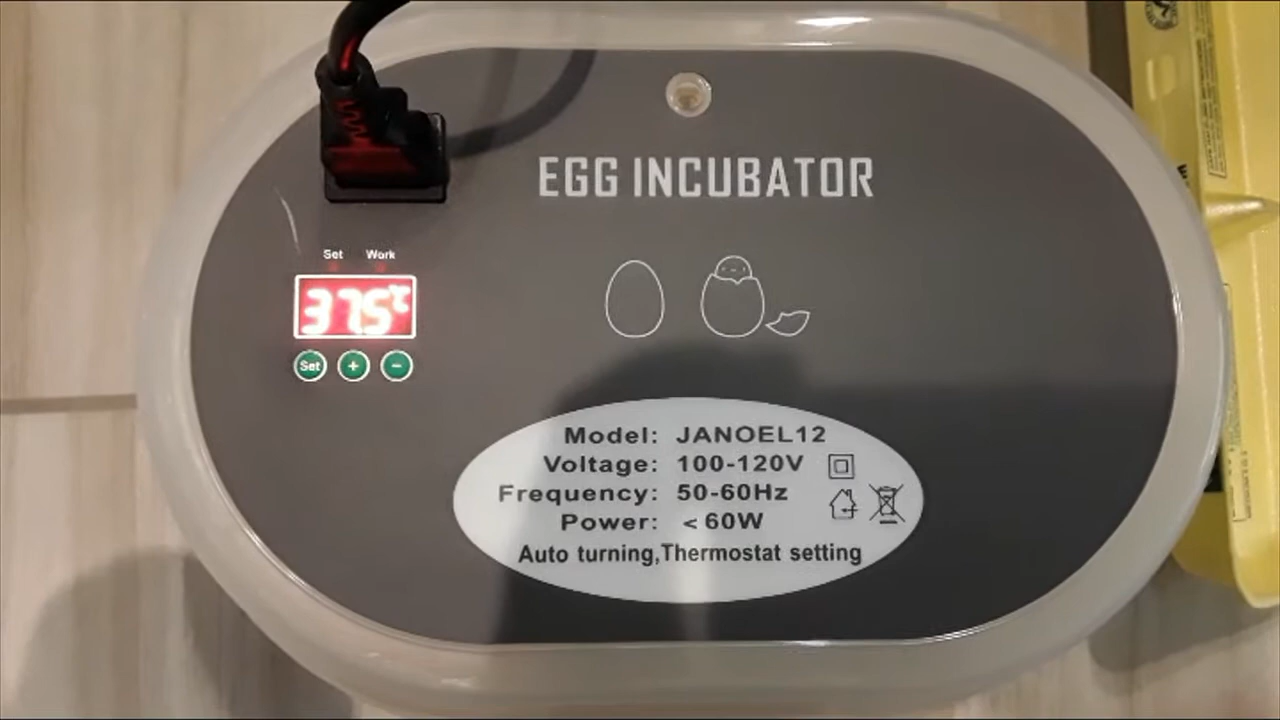 EGG INCUBATOR
Set Work
37.5℃
Set + -
Model: JANOEL12
Voltage: 100-120V
Frequency: 50-60Hz
Power: < 60W
Auto turning,Thermostat setting